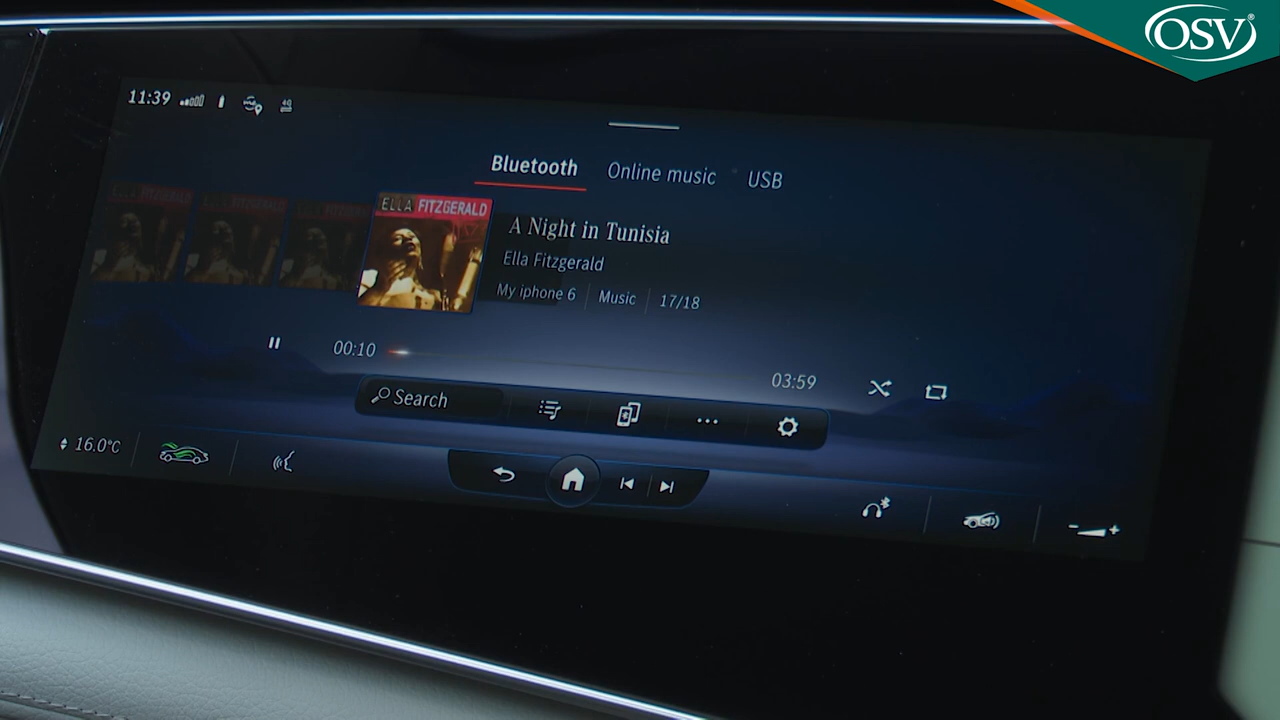 OSV®
11:39
4G
Bluetooth Online music USB
ELLA FITZGERALD
A Night in Tunisia
Ella Fitzgerald
My iphone 6 Music 17/18
00:10
03:59
Search
16.0°C